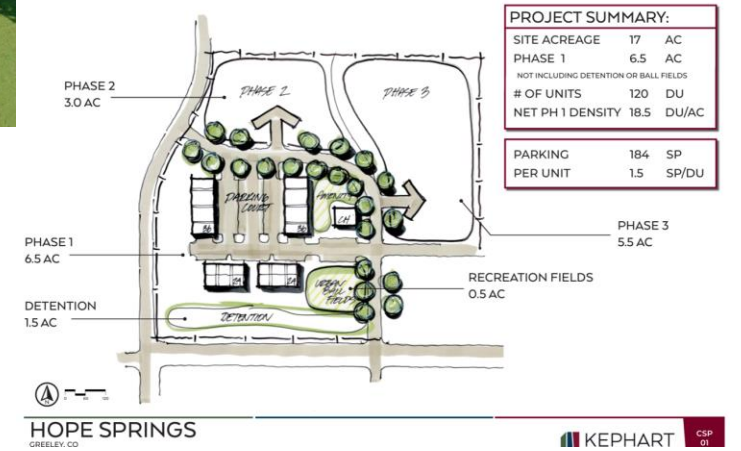 PROJECT SUMMARY:
SITE ACREAGE 17 AC
PHASE 1 6.5 AC
NOT INCLUDING DETENTION OR BALL FIELDS
# OF UNITS 120 DU
NET PH 1 DENSITY 18.5 DU/AC
PARKING 184 SP
PER UNIT 1.5 SP/DU
PHASE 2
3.0 AC
PHASE 2
PHASE 3
PARKING
COURT
AMENITY
CH
PHASE 3
5.5 AC
PHASE 1
6.5 AC
RECREATION FIELDS
0.5 AC
URBAN
BALL
FIELDS
DETENTION
1.5 AC
DETENTION
HOPE SPRINGS
GREELEY, CO
KEPHART
CSP
01